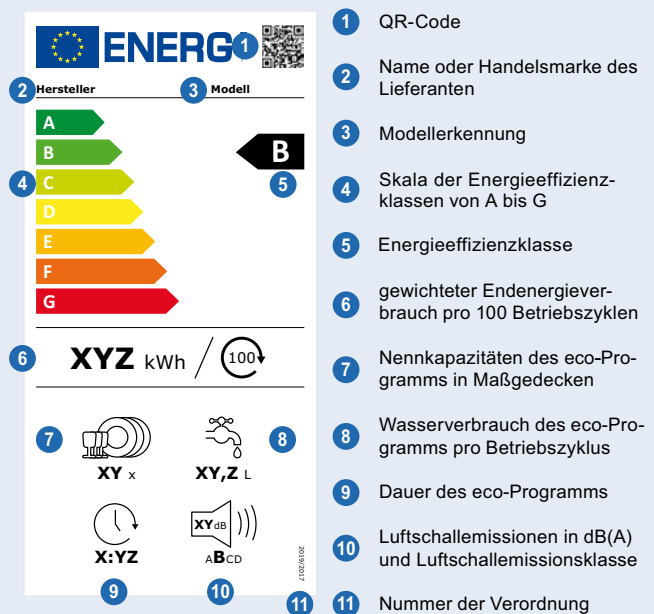 ENERG
1
2 Hersteller 3 Modell
A
B
B
4 C 5
D
E
F
G
6 XYZ kWh / 100
7 8
XY x XY,Z L
XYdB
X:YZ ABCD
2019/2017
9 10 11
1 QR-Code
2 Name oder Handelsmarke des
Lieferanten
3 Modellerkennung
4 Skala der Energieeffizienz-
klassen von A bis G
5 Energieeffizienzklasse
6 gewichteter Endenergiever-
brauch pro 100 Betriebszyklen
7 Nennkapazitäten des eco-Pro-
gramms in Maßgedecken
8 Wasserverbrauch des eco-Pro-
gramms pro Betriebszyklus
9 Dauer des eco-Programms
10 Luftschallemissionen in dB(A)
und Luftschallemissionsklasse
11 Nummer der Verordnung